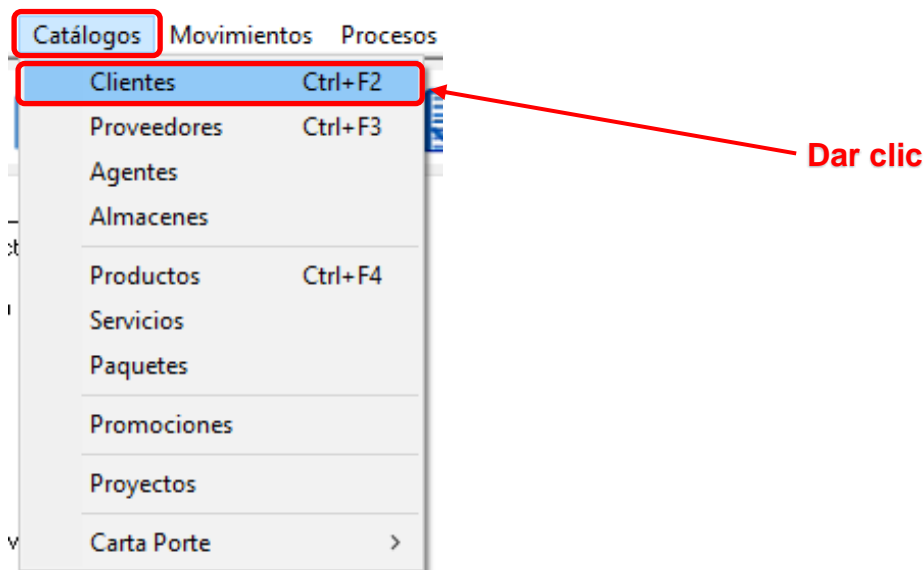 Catálogos Movimientos Procesos
Clientes Ctrl+F2
Proveedores Ctrl+F3
Dar clic
Agentes
Almacenes
Productos Ctrl+F4
Servicios
Paquetes
Promociones
Proyectos
Carta Porte >